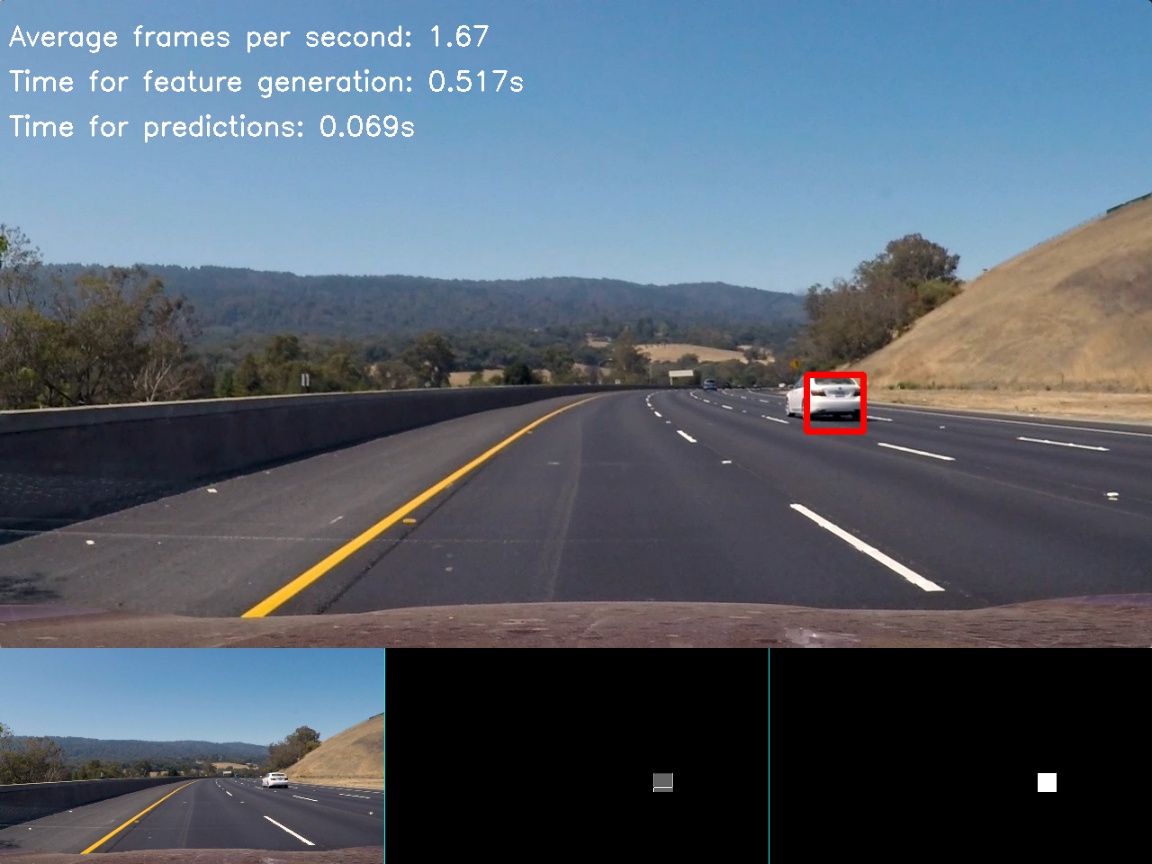 Average frames per second: 1.67
Time for feature generation: 0.517s
Time for predictions: 0.069s